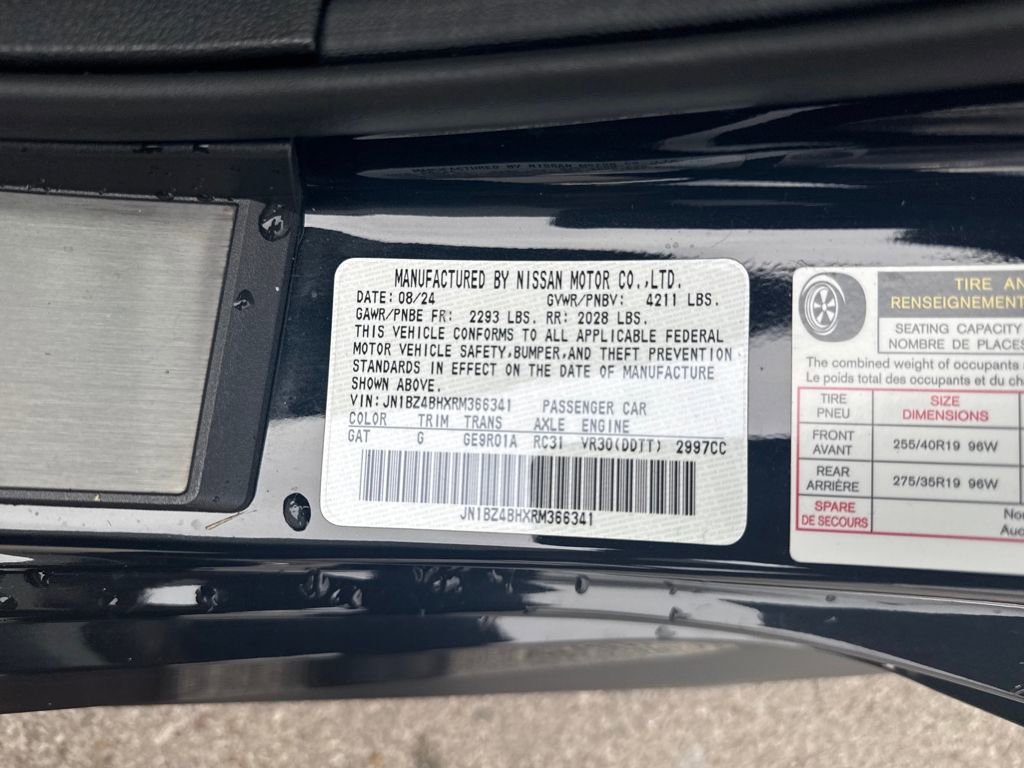 MANUFACTURED BY NISSAN MOTOR CO.,LTD.
DATE: 08/24 GVWR/PNBV: 4211 LBS.
GAWR/PNBE FR: 2293 LBS. RR: 2028 LBS.
THIS VEHICLE CONFORMS TO ALL APPLICABLE FEDERAL
MOTOR VEHICLE SAFETY,BUMPER,AND THEFT PREVENTION
STANDARDS IN EFFECT ON THE DATE OF MANUFACTURE
SHOWN ABOVE.
VIN: JN1BZ4BHXRM366341 PASSENGER CAR
COLOR TRIM TRANS AXLE ENGINE
GAT G GE9R01A RC31 VR30(DDTT) 2997CC
JN1BZ4BHXRM366341
TIRE AN
RENSEIGNEMENT
SEATING CAPACITY
NOMBRE DE PLACES
The combined weight of occupants
Le poids total des occupants et du ch
TIRE SIZE
PNEU DIMENSIONS
FRONT
AVANT 255/40R19 96W
REAR
ARRIÈRE 275/35R19 96W
SPARE
DE SECOURS